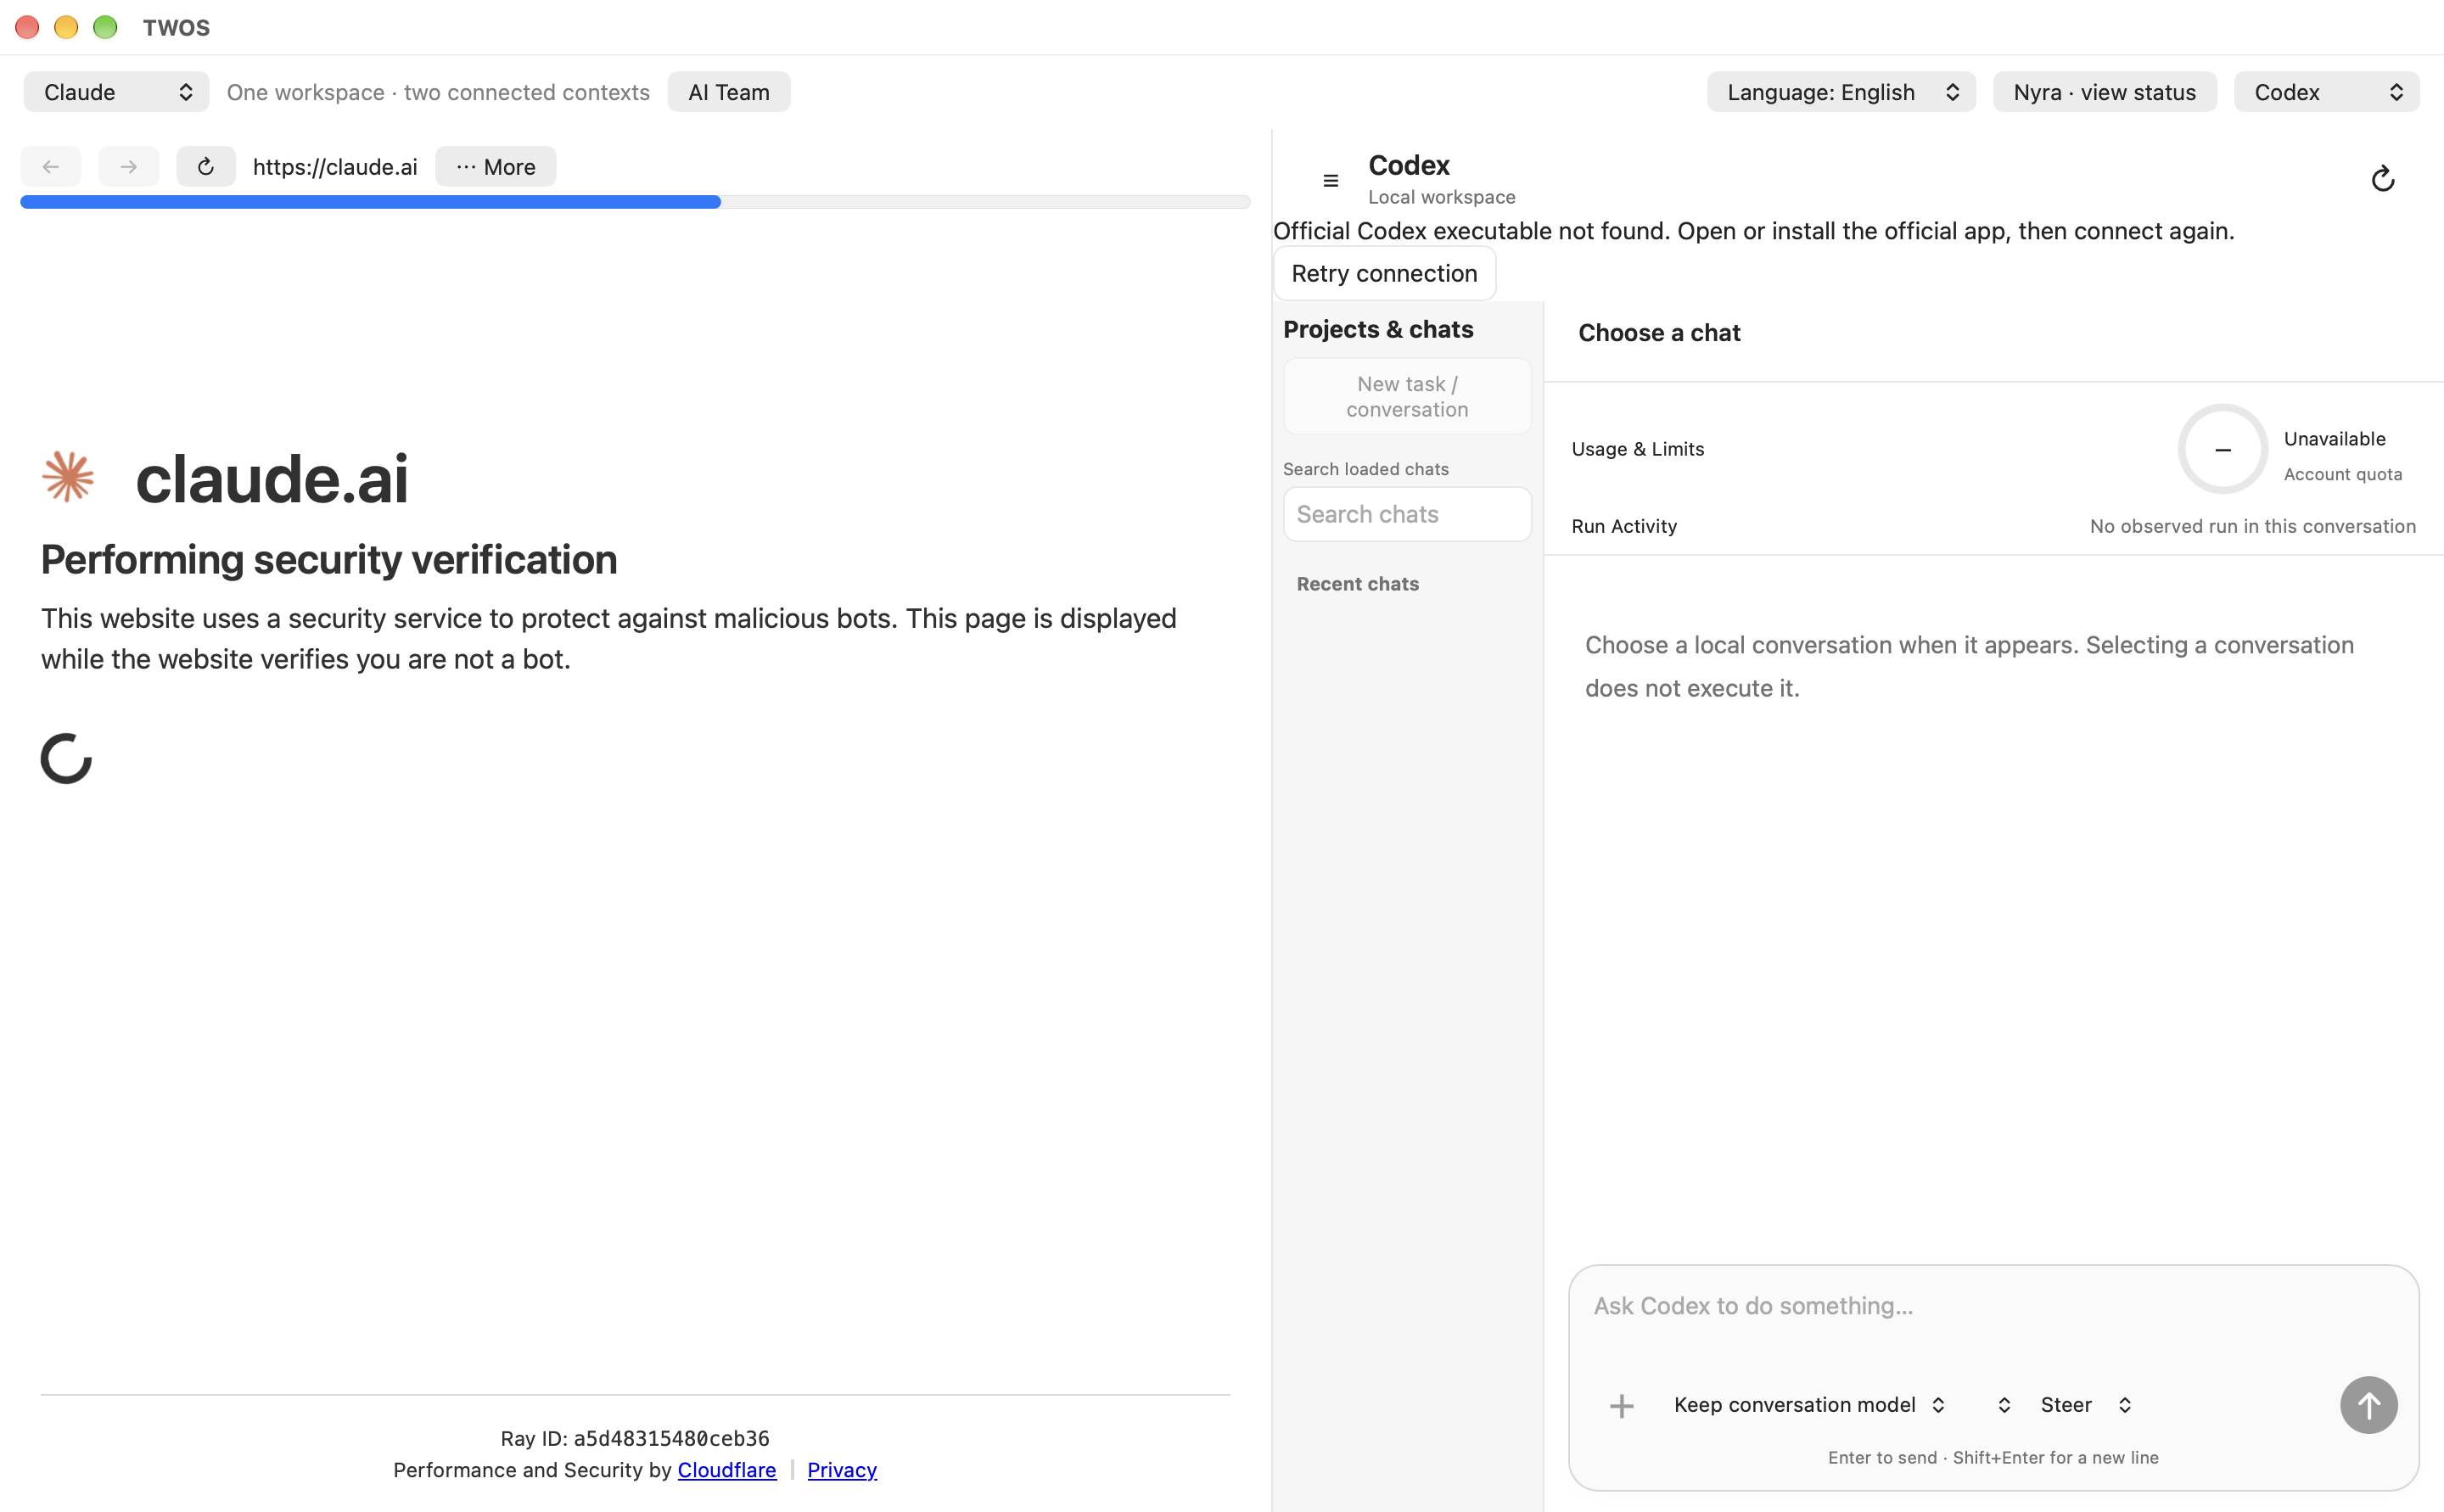 TWOS
Claude
One workspace · two connected contexts
AI Team
Language: English
Nyra · view status
Codex
https://claude.ai
··· More
claude.ai
Performing security verification
This website uses a security service to protect against malicious bots. This page is displayed
while the website verifies you are not a bot.
Ray ID: a5d48315480ceb36
Performance and Security by Cloudflare
Privacy
Codex
Local workspace
Official Codex executable not found. Open or install the official app, then connect again.
Retry connection
Projects & chats
New task /
conversation
Search loaded chats
Search chats
Recent chats
Choose a chat
Usage & Limits
Unavailable
Account quota
Run Activity
No observed run in this conversation
Choose a local conversation when it appears. Selecting a conversation
does not execute it.
Ask Codex to do something...
Keep conversation model
Steer
Enter to send · Shift+Enter for a new line